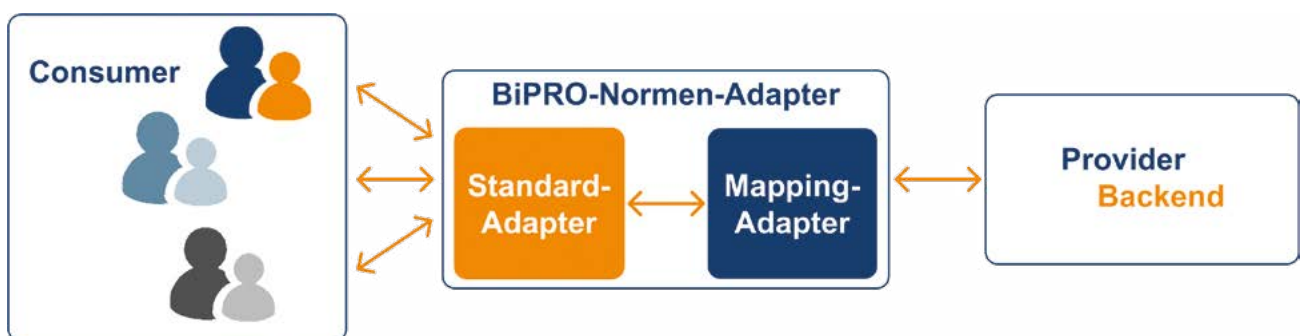 Consumer
BiPRO-Normen-Adapter
Standard-
Adapter
Mapping-
Adapter
Provider
Backend